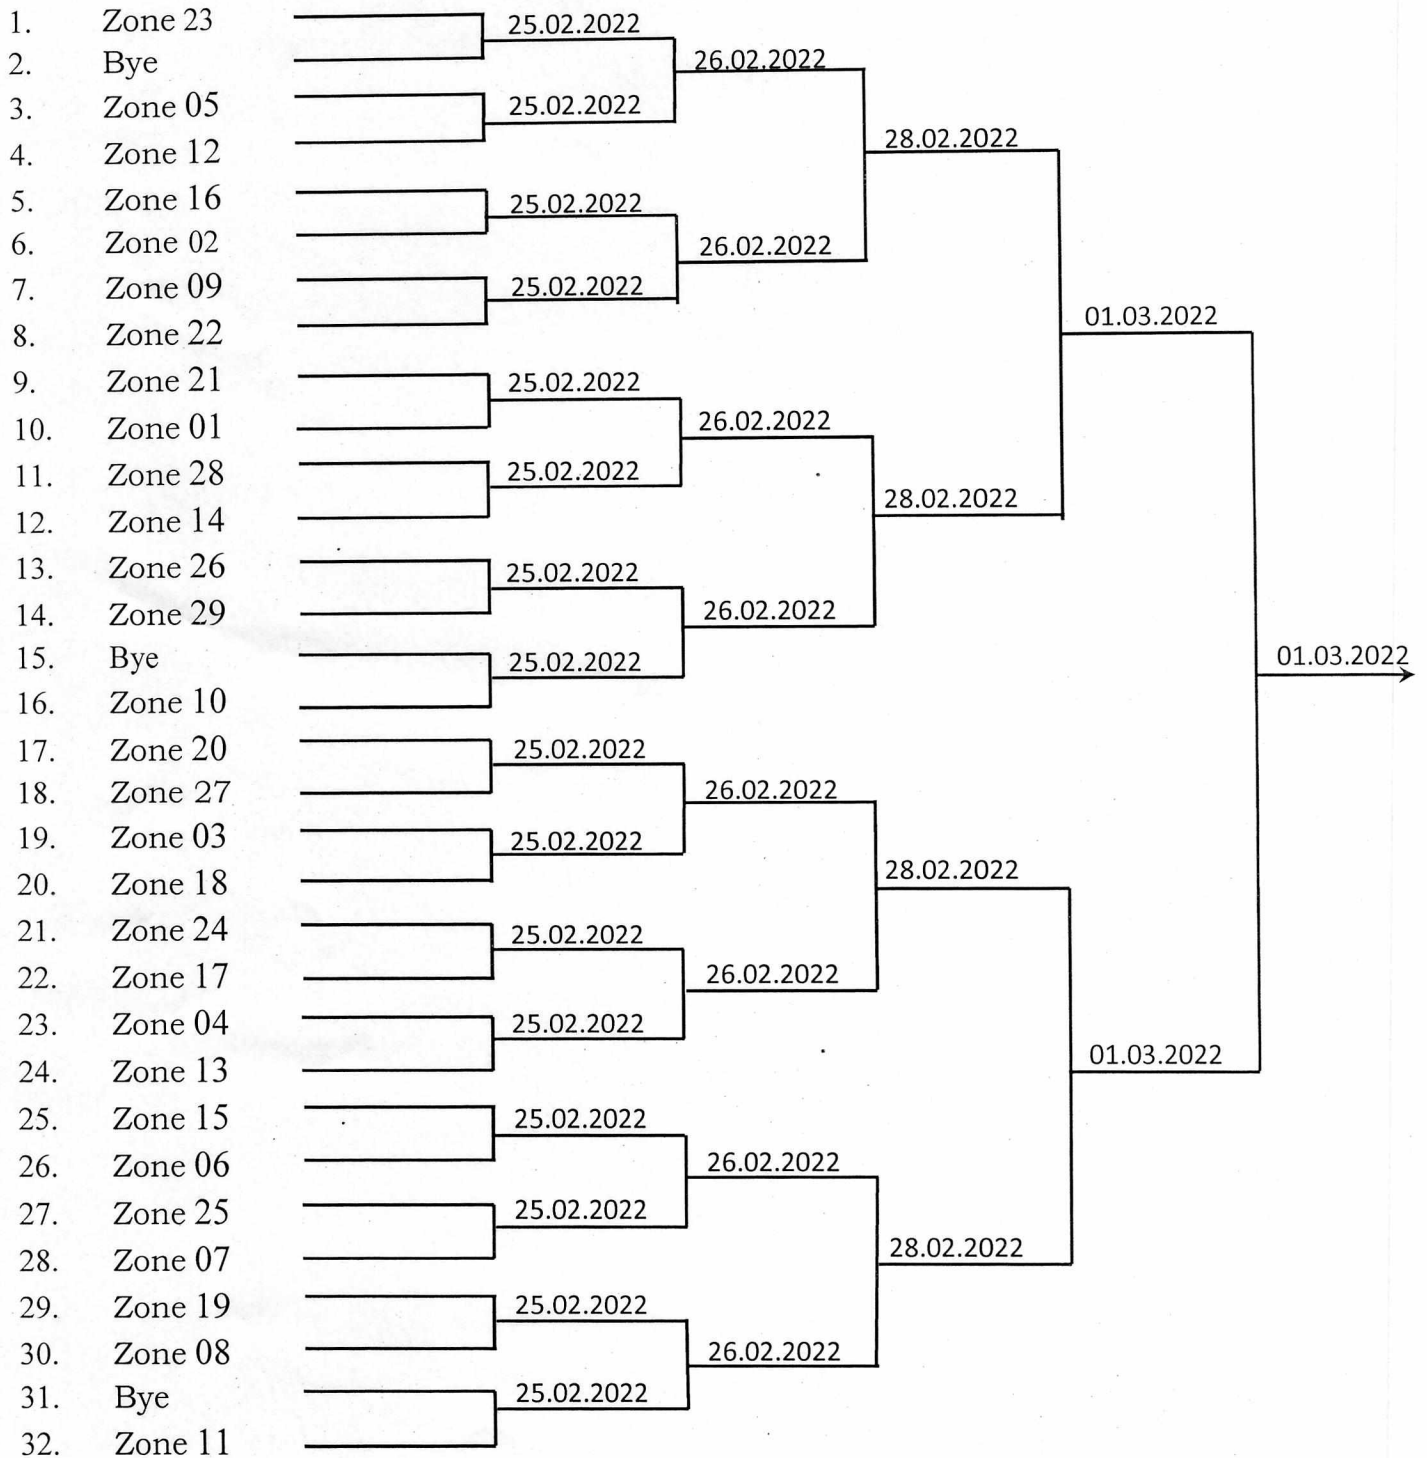 1. Zone 23
25.02.2022
2. Bye
26.02.2022
3. Zone 05
25.02.2022
4. Zone 12
28.02.2022
5. Zone 16
25.02.2022
6. Zone 02
26.02.2022
7. Zone 09
25.02.2022
8. Zone 22
01.03.2022
9. Zone 21
25.02.2022
10. Zone 01
26.02.2022
11. Zone 28
25.02.2022
12. Zone 14
28.02.2022
13. Zone 26
25.02.2022
14. Zone 29
26.02.2022
15. Bye
25.02.2022
01.03.2022
16. Zone 10
17. Zone 20
25.02.2022
18. Zone 27
26.02.2022
19. Zone 03
25.02.2022
20. Zone 18
28.02.2022
21. Zone 24
25.02.2022
22. Zone 17
26.02.2022
23. Zone 04
25.02.2022
24. Zone 13
01.03.2022
25. Zone 15
25.02.2022
26. Zone 06
26.02.2022
27. Zone 25
25.02.2022
28. Zone 07
28.02.2022
29. Zone 19
25.02.2022
30. Zone 08
26.02.2022
31. Bye
25.02.2022
32. Zone 11